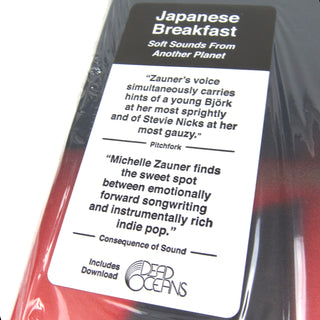 Japanese
Breakfast
Soft Sounds From
Another Planet
"Zauner's voice
simultaneously carries
hints of a young Björk
at her most sprightly
and of Stevie Nicks at her
most gauzy."
Pitchfork
"Michelle Zauner finds
the sweet spot
between emotionally
forward songwriting
and instrumentally rich
indie pop."
Consequence of Sound
Includes
Download
DEAD
OCEANS